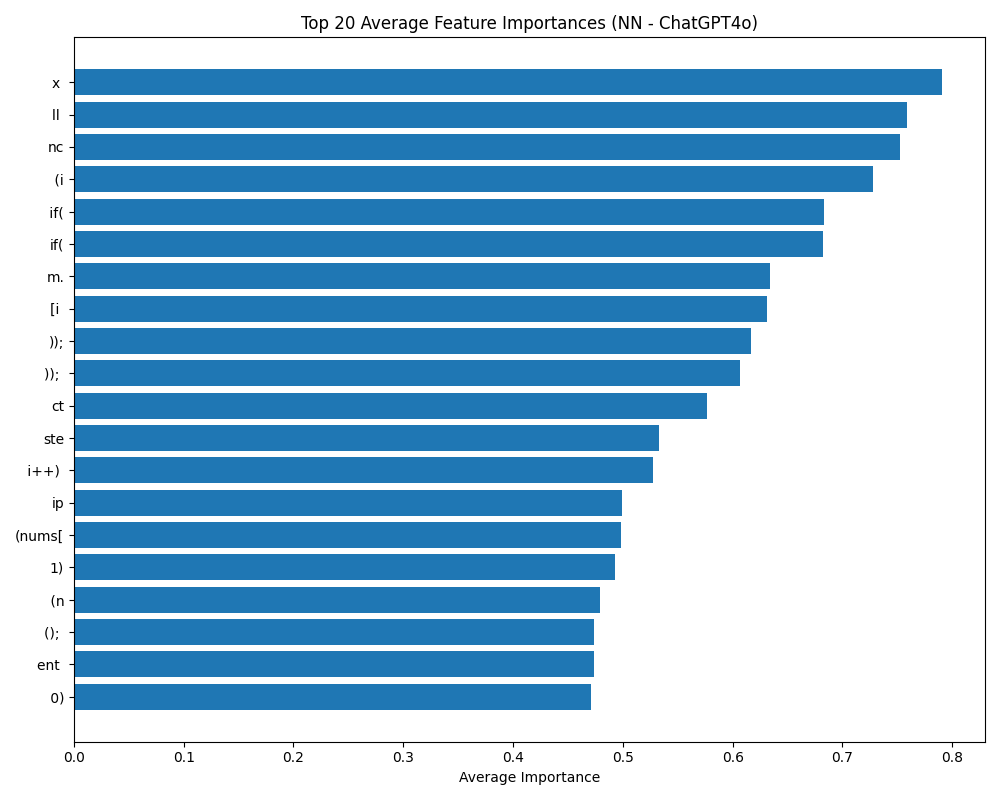 Top 20 Average Feature Importances (NN - ChatGPT4o)
x
ll
nc
(i
if(
if(
m.
[i
));
));
ct
ste
i++)
ip
(nums[
1)
(n
();
ent
0)
0.0 0.1 0.2 0.3 0.4 0.5 0.6 0.7 0.8
Average Importance